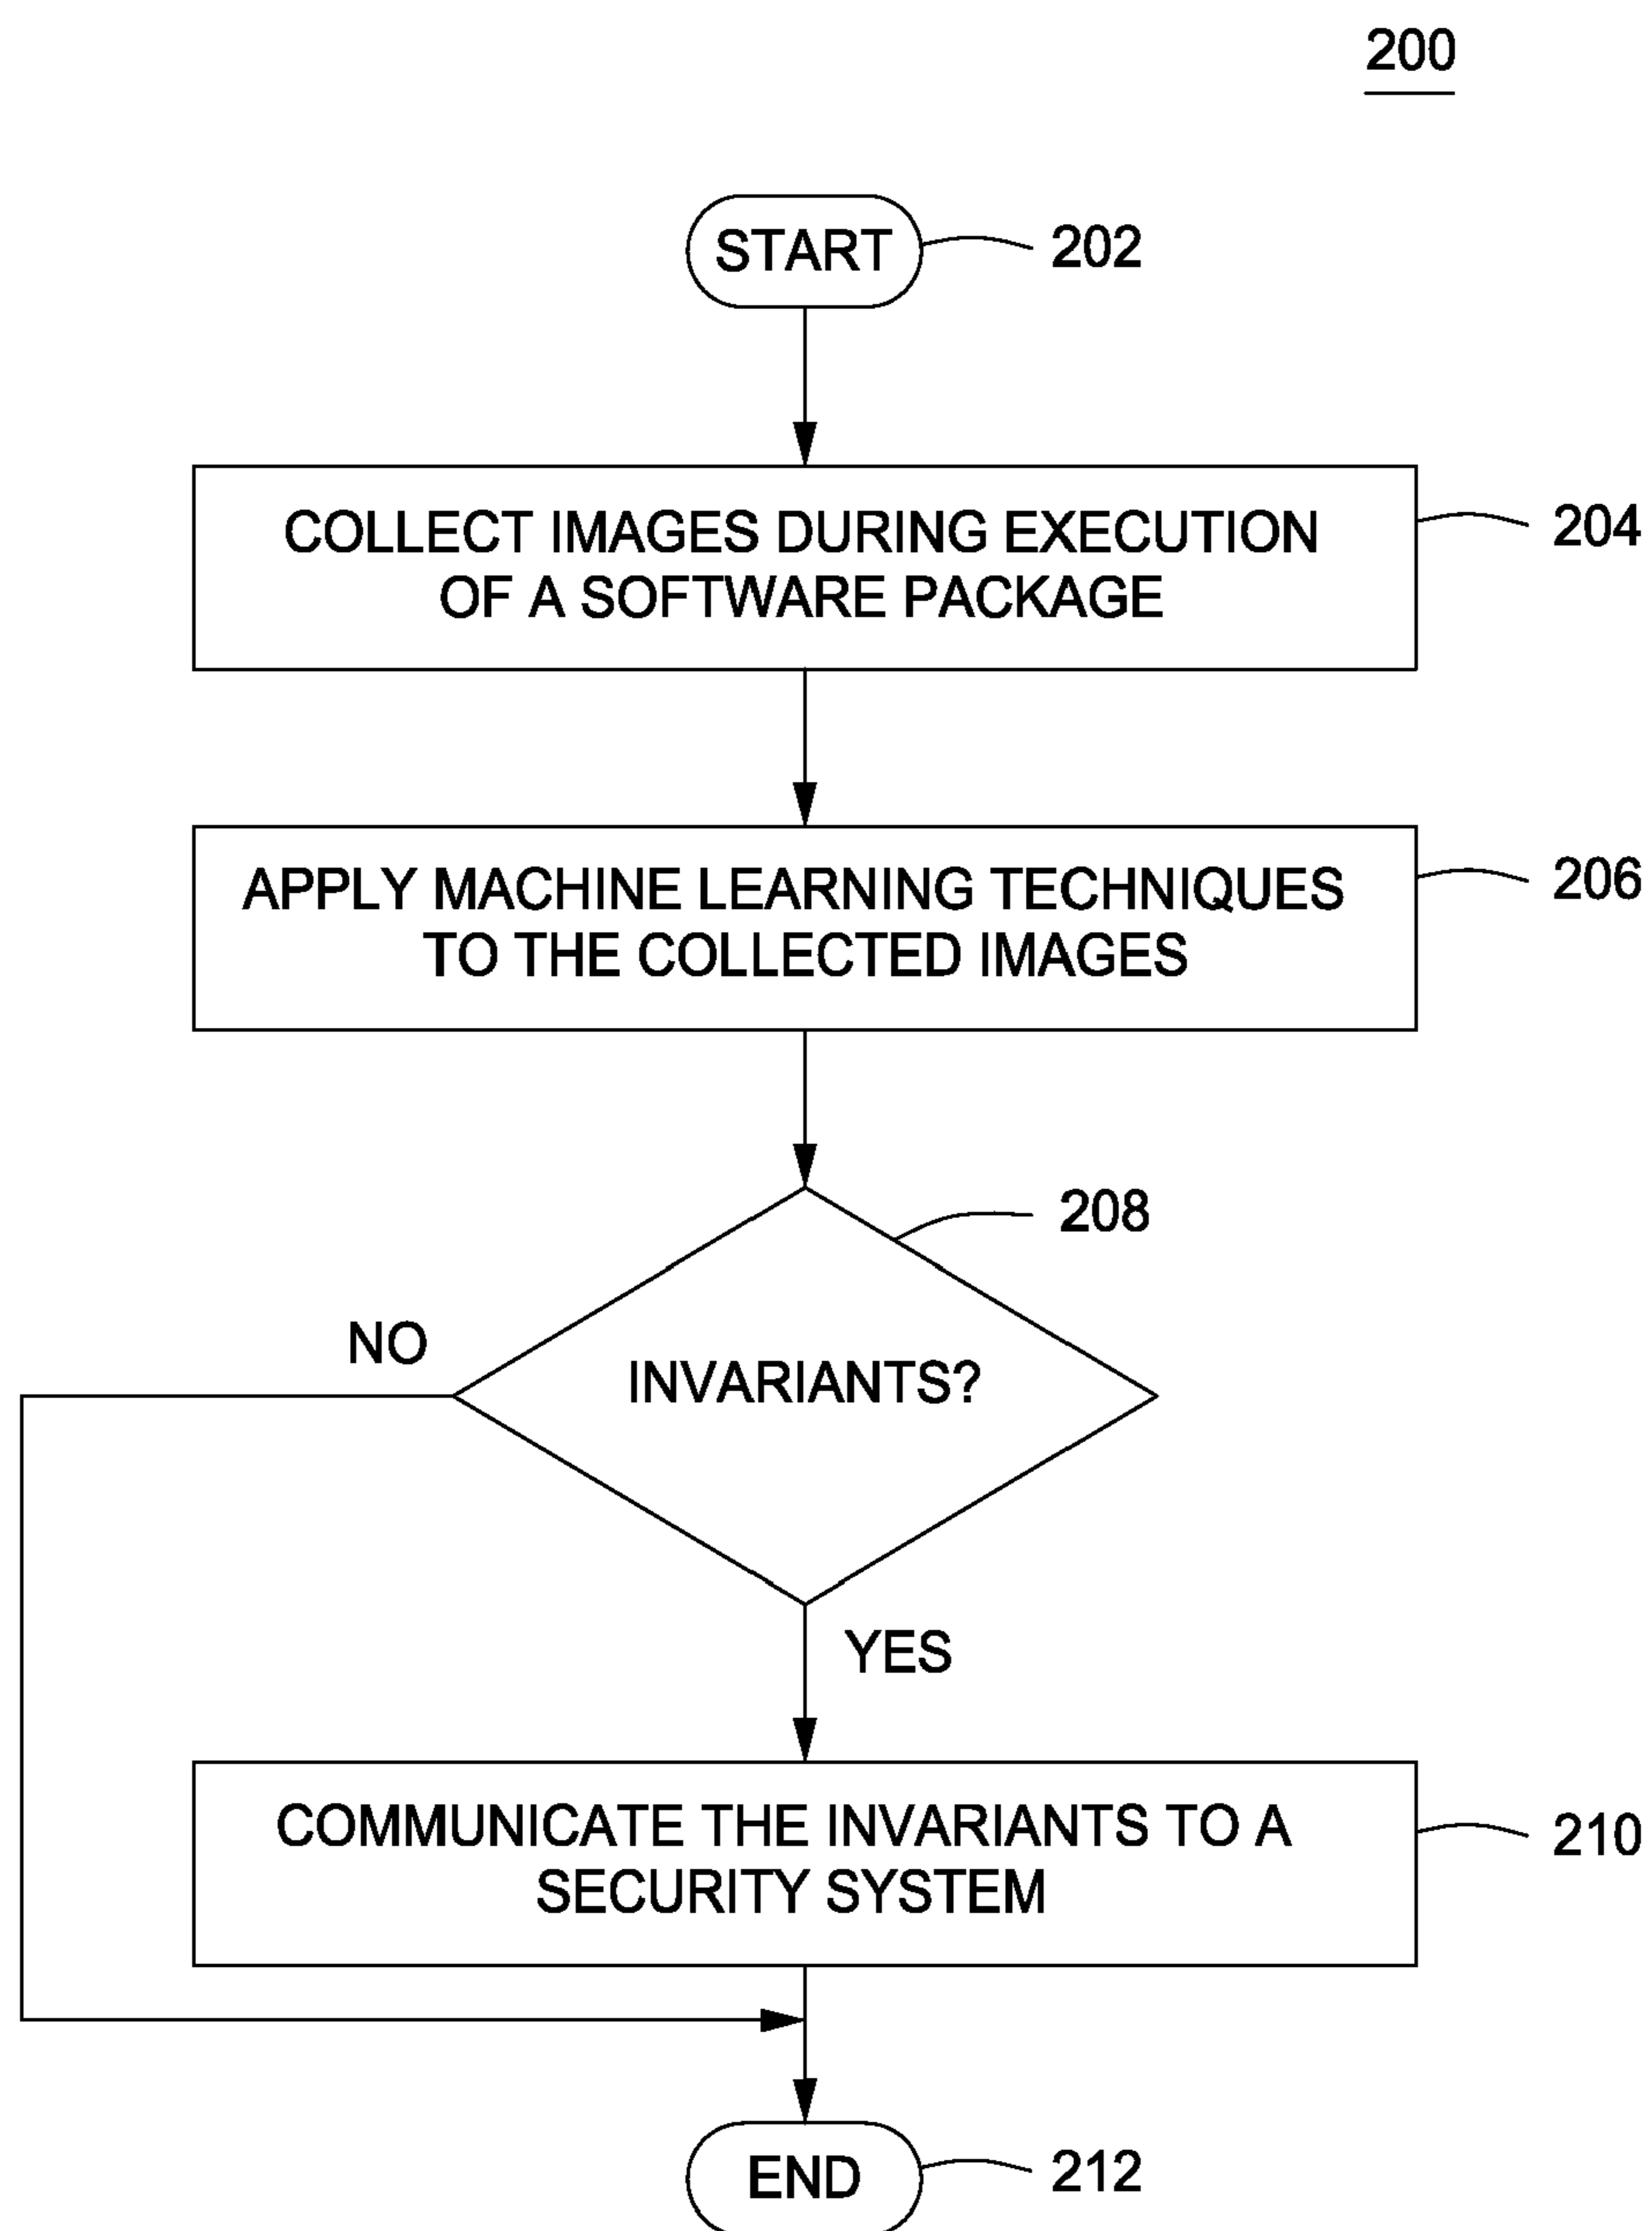 200
START
202
COLLECT IMAGES DURING EXECUTION
OF A SOFTWARE PACKAGE
204
APPLY MACHINE LEARNING TECHNIQUES
TO THE COLLECTED IMAGES
206
208
NO
INVARIANTS?
YES
COMMUNICATE THE INVARIANTS TO A
SECURITY SYSTEM
210
END
212